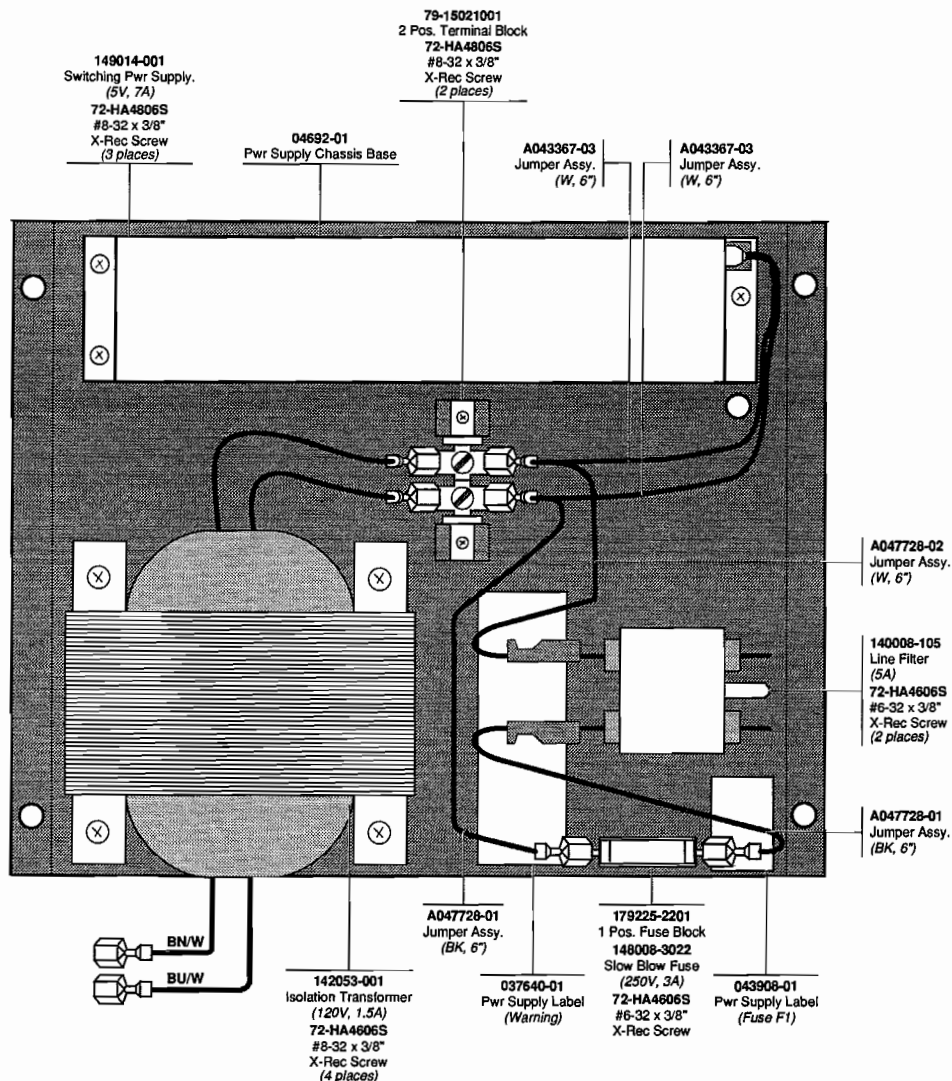 79-15021001
2 Pos. Terminal Block
72-HA4806S
#8-32 x 3/8"
X-Rec Screw
(2 places)
149014-001
Switching Pwr Supply.
(5V, 7A)
72-HA4806S
#8-32 x 3/8"
X-Rec Screw
(3 places)
04692-01
Pwr Supply Chassis Base
A043367-03
Jumper Assy.
(W, 6")
A043367-03
Jumper Assy.
(W, 6")
A047728-02
Jumper Assy.
(W, 6")
140008-105
Line Filter
(5A)
72-HA4606S
#6-32 x 3/8"
X-Rec Screw
(2 places)
A047728-01
Jumper Assy.
(BK, 6")
BN/W
BU/W
142053-001
Isolation Transformer
(120V, 1.5A)
72-HA4606S
#8-32 x 3/8"
X-Rec Screw
(4 places)
A047728-01
Jumper Assy.
(BK, 6")
037640-01
Pwr Supply Label
(Warning)
179225-2201
1 Pos. Fuse Block
148008-3022
Slow Blow Fuse
(250V, 3A)
72-HA4606S
#6-32 x 3/8"
X-Rec Screw
043908-01
Pwr Supply Label
(Fuse F1)